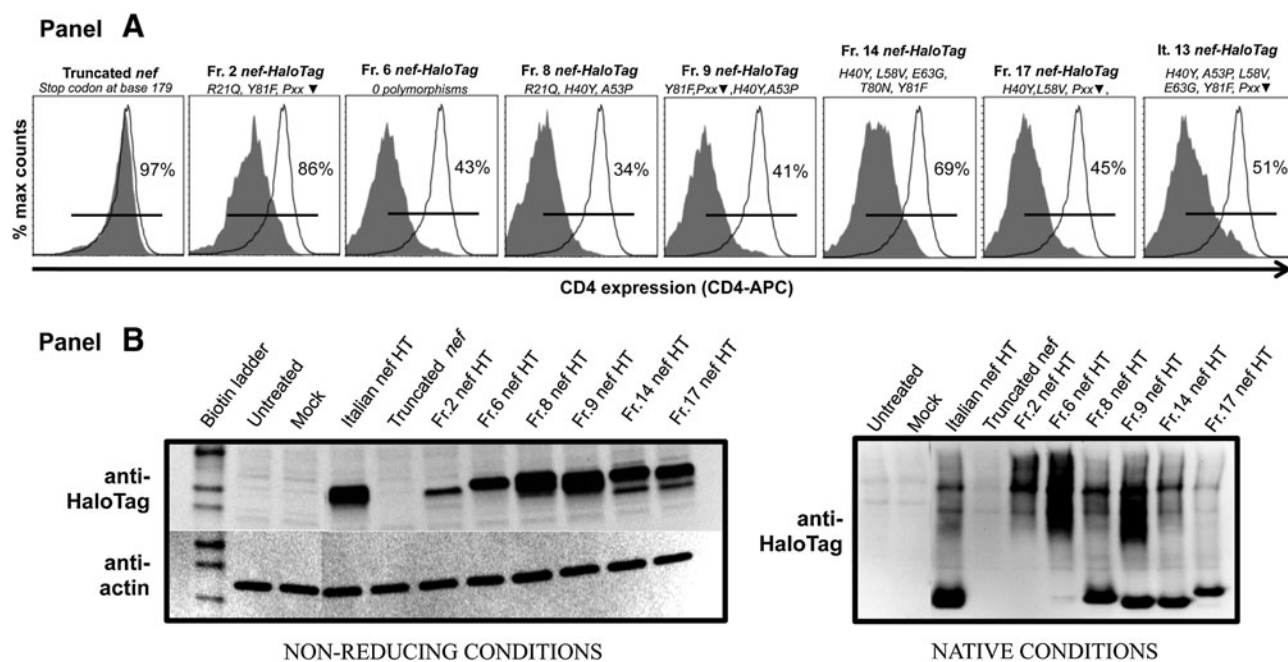 Panel A
Truncated nef
Stop codon at base 179
97%
Fr. 2 nef-HaloTag
R21Q, Y81F, Pxx ▼
86%
Fr. 6 nef-HaloTag
0 polymorphisms
43%
Fr. 8 nef-HaloTag
R21Q, H40Y, A53P
34%
Fr. 9 nef-HaloTag
Y81F,Pxx▼,H40Y,A53P
41%
Fr. 14 nef-HaloTag
H40Y, L58V, E63G,
T80N, Y81F
69%
Fr. 17 nef-HaloTag
H40Y,L58V, Pxx▼,
45%
It. 13 nef-HaloTag
H40Y, A53P, L58V,
E63G, Y81F, Pxx▼
51%
% max counts
CD4 expression (CD4-APC)
Panel B
Biotin ladder
Untreated
Mock
Italian nef HT
Truncated nef
Fr.2 nef HT
Fr.6 nef HT
Fr.8 nef HT
Fr.9 nef HT
Fr.14 nef HT
Fr.17 nef HT
anti-
HaloTag
anti-
actin
NON-REDUCING CONDITIONS
Untreated
Mock
Italian nef HT
Truncated nef
Fr.2 nef HT
Fr.6 nef HT
Fr.8 nef HT
Fr.9 nef HT
Fr.14 nef HT
Fr.17 nef HT
anti-
HaloTag
NATIVE CONDITIONS